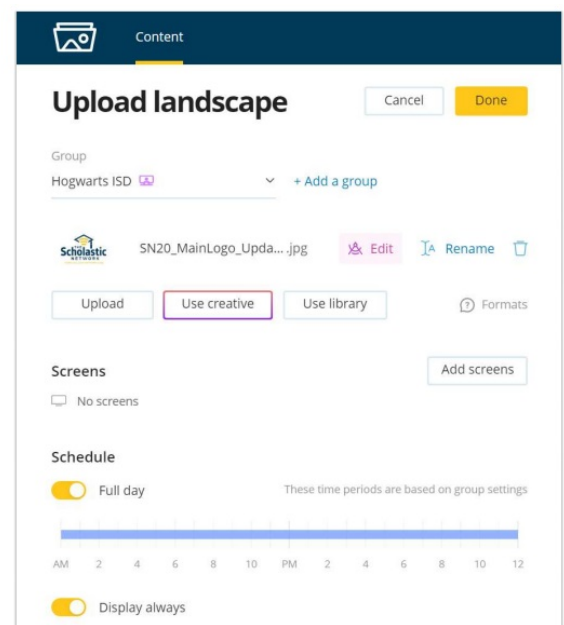 Content
Upload landscape
Cancel
Done
Group
Hogwarts ISD
+ Add a group
THE
Scholastic
NETWORK
SN20_MainLogo_Upda... .jpg
Edit
Rename
Upload
Use creative
Use library
Formats
Screens
Add screens
No screens
Schedule
Full day
These time periods are based on group settings
AM 2 4 6 8 10 PM 2 4 6 8 10 12
Display always